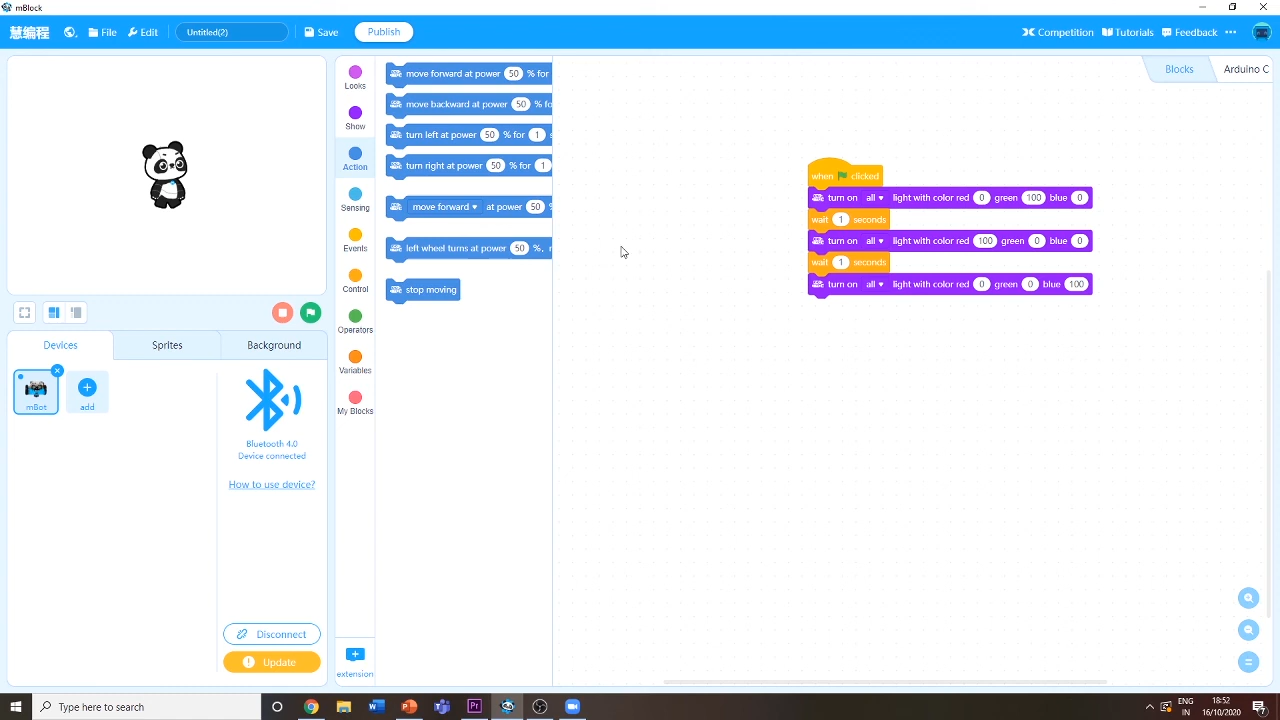 mBlock
慧编程 File Edit Untitled(2) Save Publish Competition Tutorials Feedback
Looks
Show
Action
Sensing
Events
Control
Operators
Variables
My Blocks
extension
move forward at power 50 % for
move backward at power 50 %
turn left at power 50 % for 1 s
turn right at power 50 % for 1
move forward at power 50 %
left wheel turns at power 50 %,
stop moving
Blocks Arduino C
when clicked
turn on all light with color red 0 green 100 blue 0
wait 1 seconds
turn on all light with color red 100 green 0 blue 0
wait 1 seconds
turn on all light with color red 0 green 0 blue 100
Devices Sprites Background
mBot
add
Bluetooth 4.0
Device connected
How to use device?
Disconnect
Update
Type here to search
ENG
IN
18:52
16/10/2020